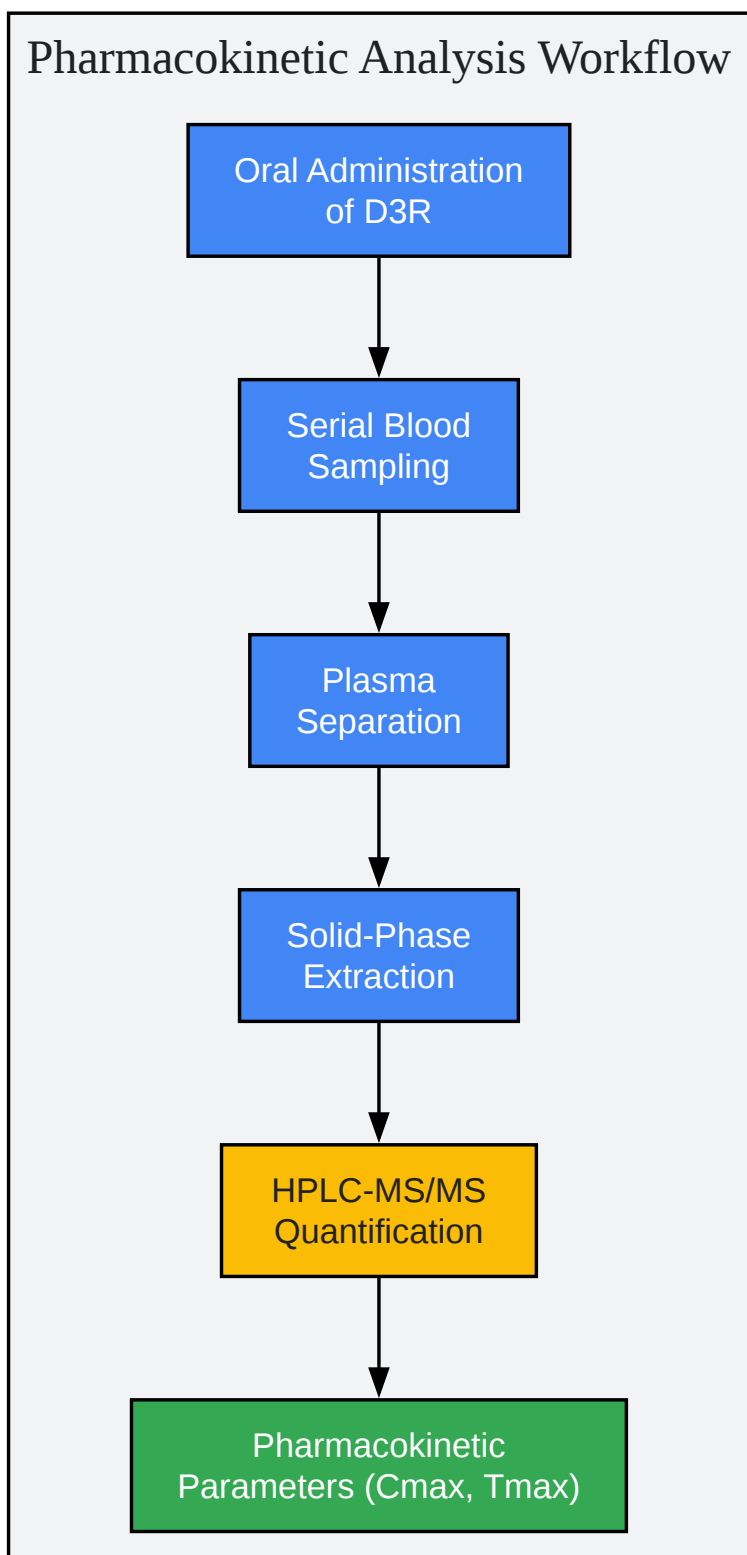 Pharmacokinetic Analysis Workflow
Oral Administration
of D3R
Serial Blood
Sampling
Plasma
Separation
Solid-Phase
Extraction
HPLC-MS/MS
Quantification
Pharmacokinetic
Parameters (Cmax, Tmax)